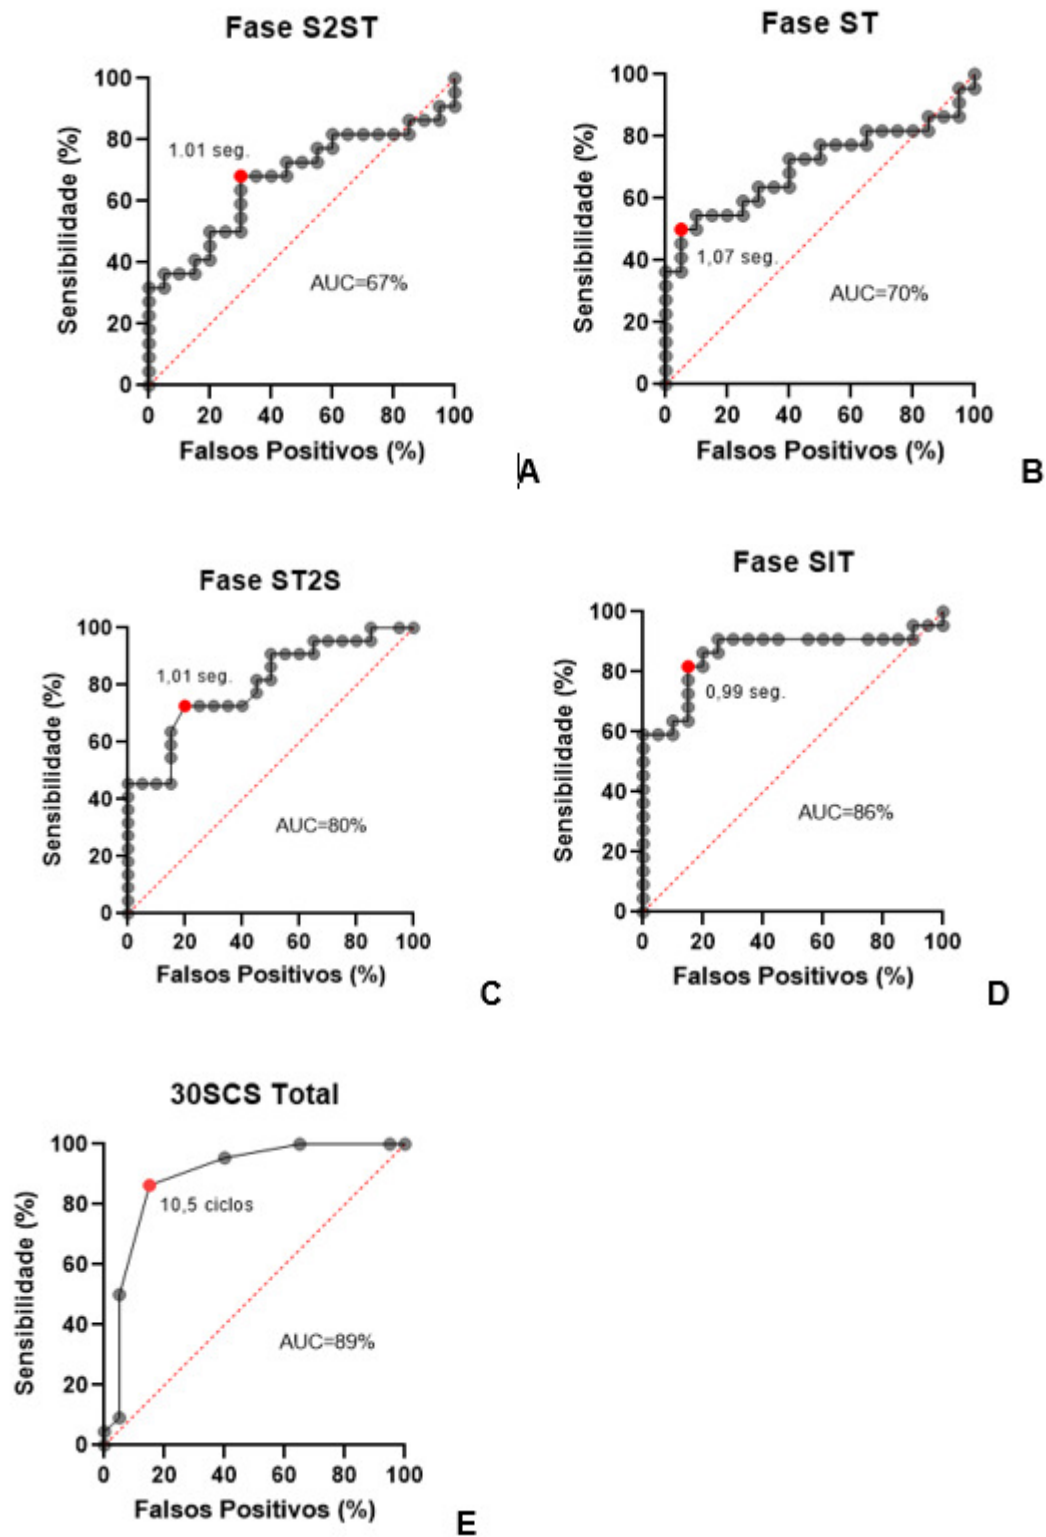 Fase S2ST
Sensibilidade (%)
100
80
60
40
20
0
1.01 seg.
AUC=67%
0 20 40 60 80 100
Falsos Positivos (%)
A
Fase ST
Sensibilidade (%)
100
80
60
40
20
0
1,07 seg.
AUC=70%
0 20 40 60 80 100
Falsos Positivos (%)
B
Fase ST2S
Sensibilidade (%)
100
80
60
40
20
0
1,01 seg.
AUC=80%
0 20 40 60 80 100
Falsos Positivos (%)
C
Fase SIT
Sensibilidade (%)
100
80
60
40
20
0
0,99 seg.
AUC=86%
0 20 40 60 80 100
Falsos Positivos (%)
D
30SCS Total
Sensibilidade (%)
100
80
60
40
20
0
10,5 ciclos
AUC=89%
0 20 40 60 80 100
Falsos Positivos (%)
E